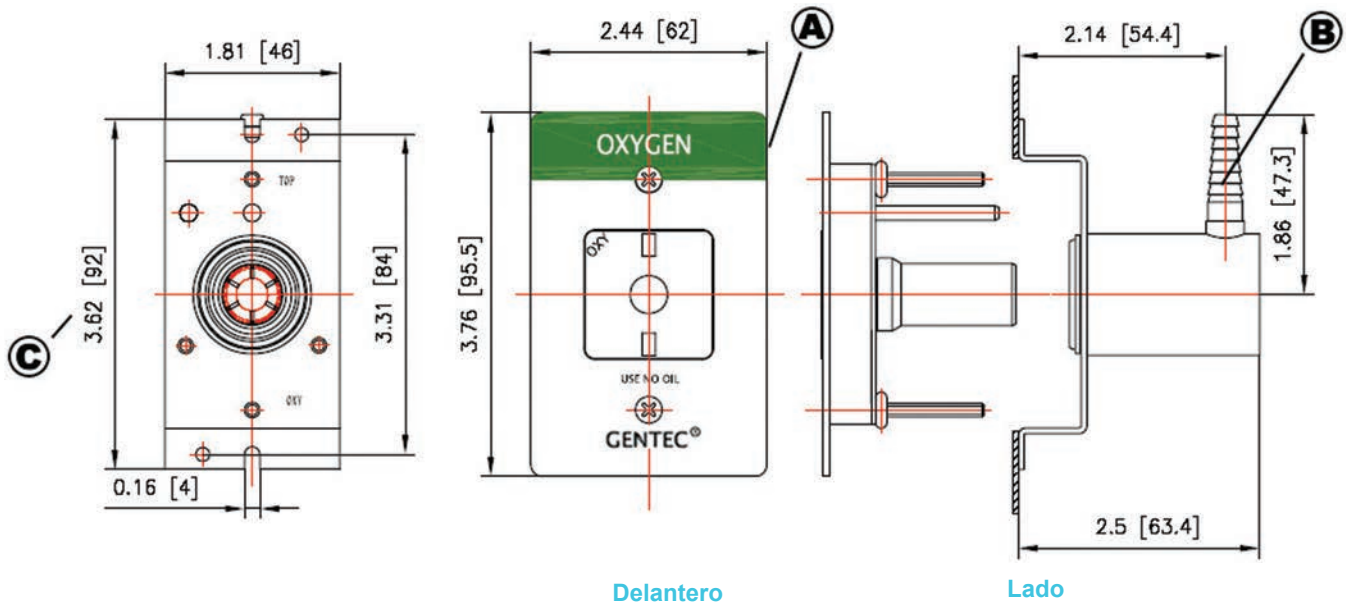 1.81 [46]
3.62 [92]
3.31 [84]
0.16 [4]
TOP
OXY
C
2.44 [62]
A
3.76 [95.5]
OXYGEN
OXY
USE NO OIL
GENTEC®
2.14 [54.4]
B
1.86 [47.3]
2.5 [63.4]
Delantero
Lado